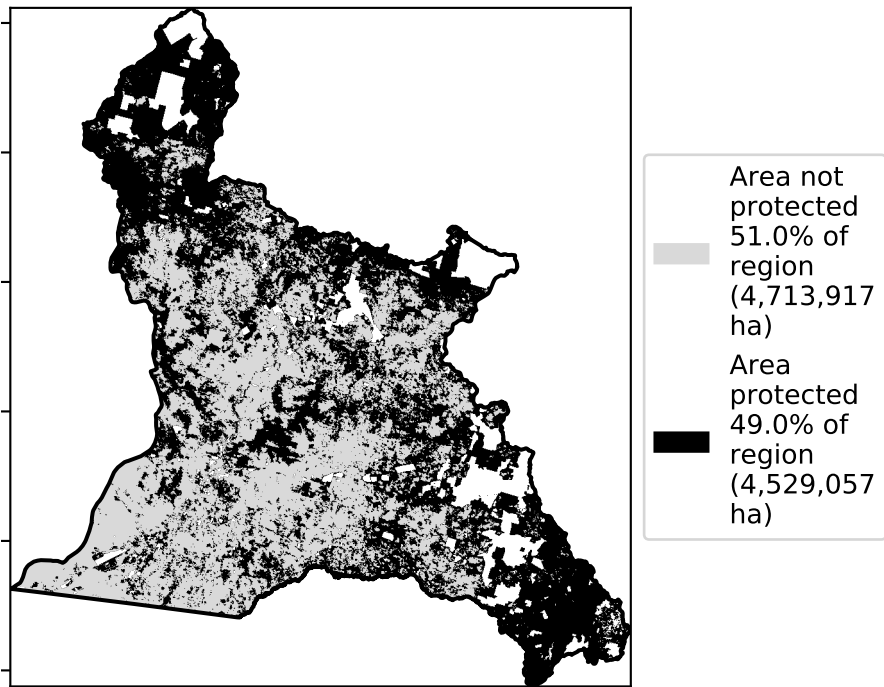 Area not
protected
51.0% of
region
(4,713,917
ha)
Area
protected
49.0% of
region
(4,529,057
ha)